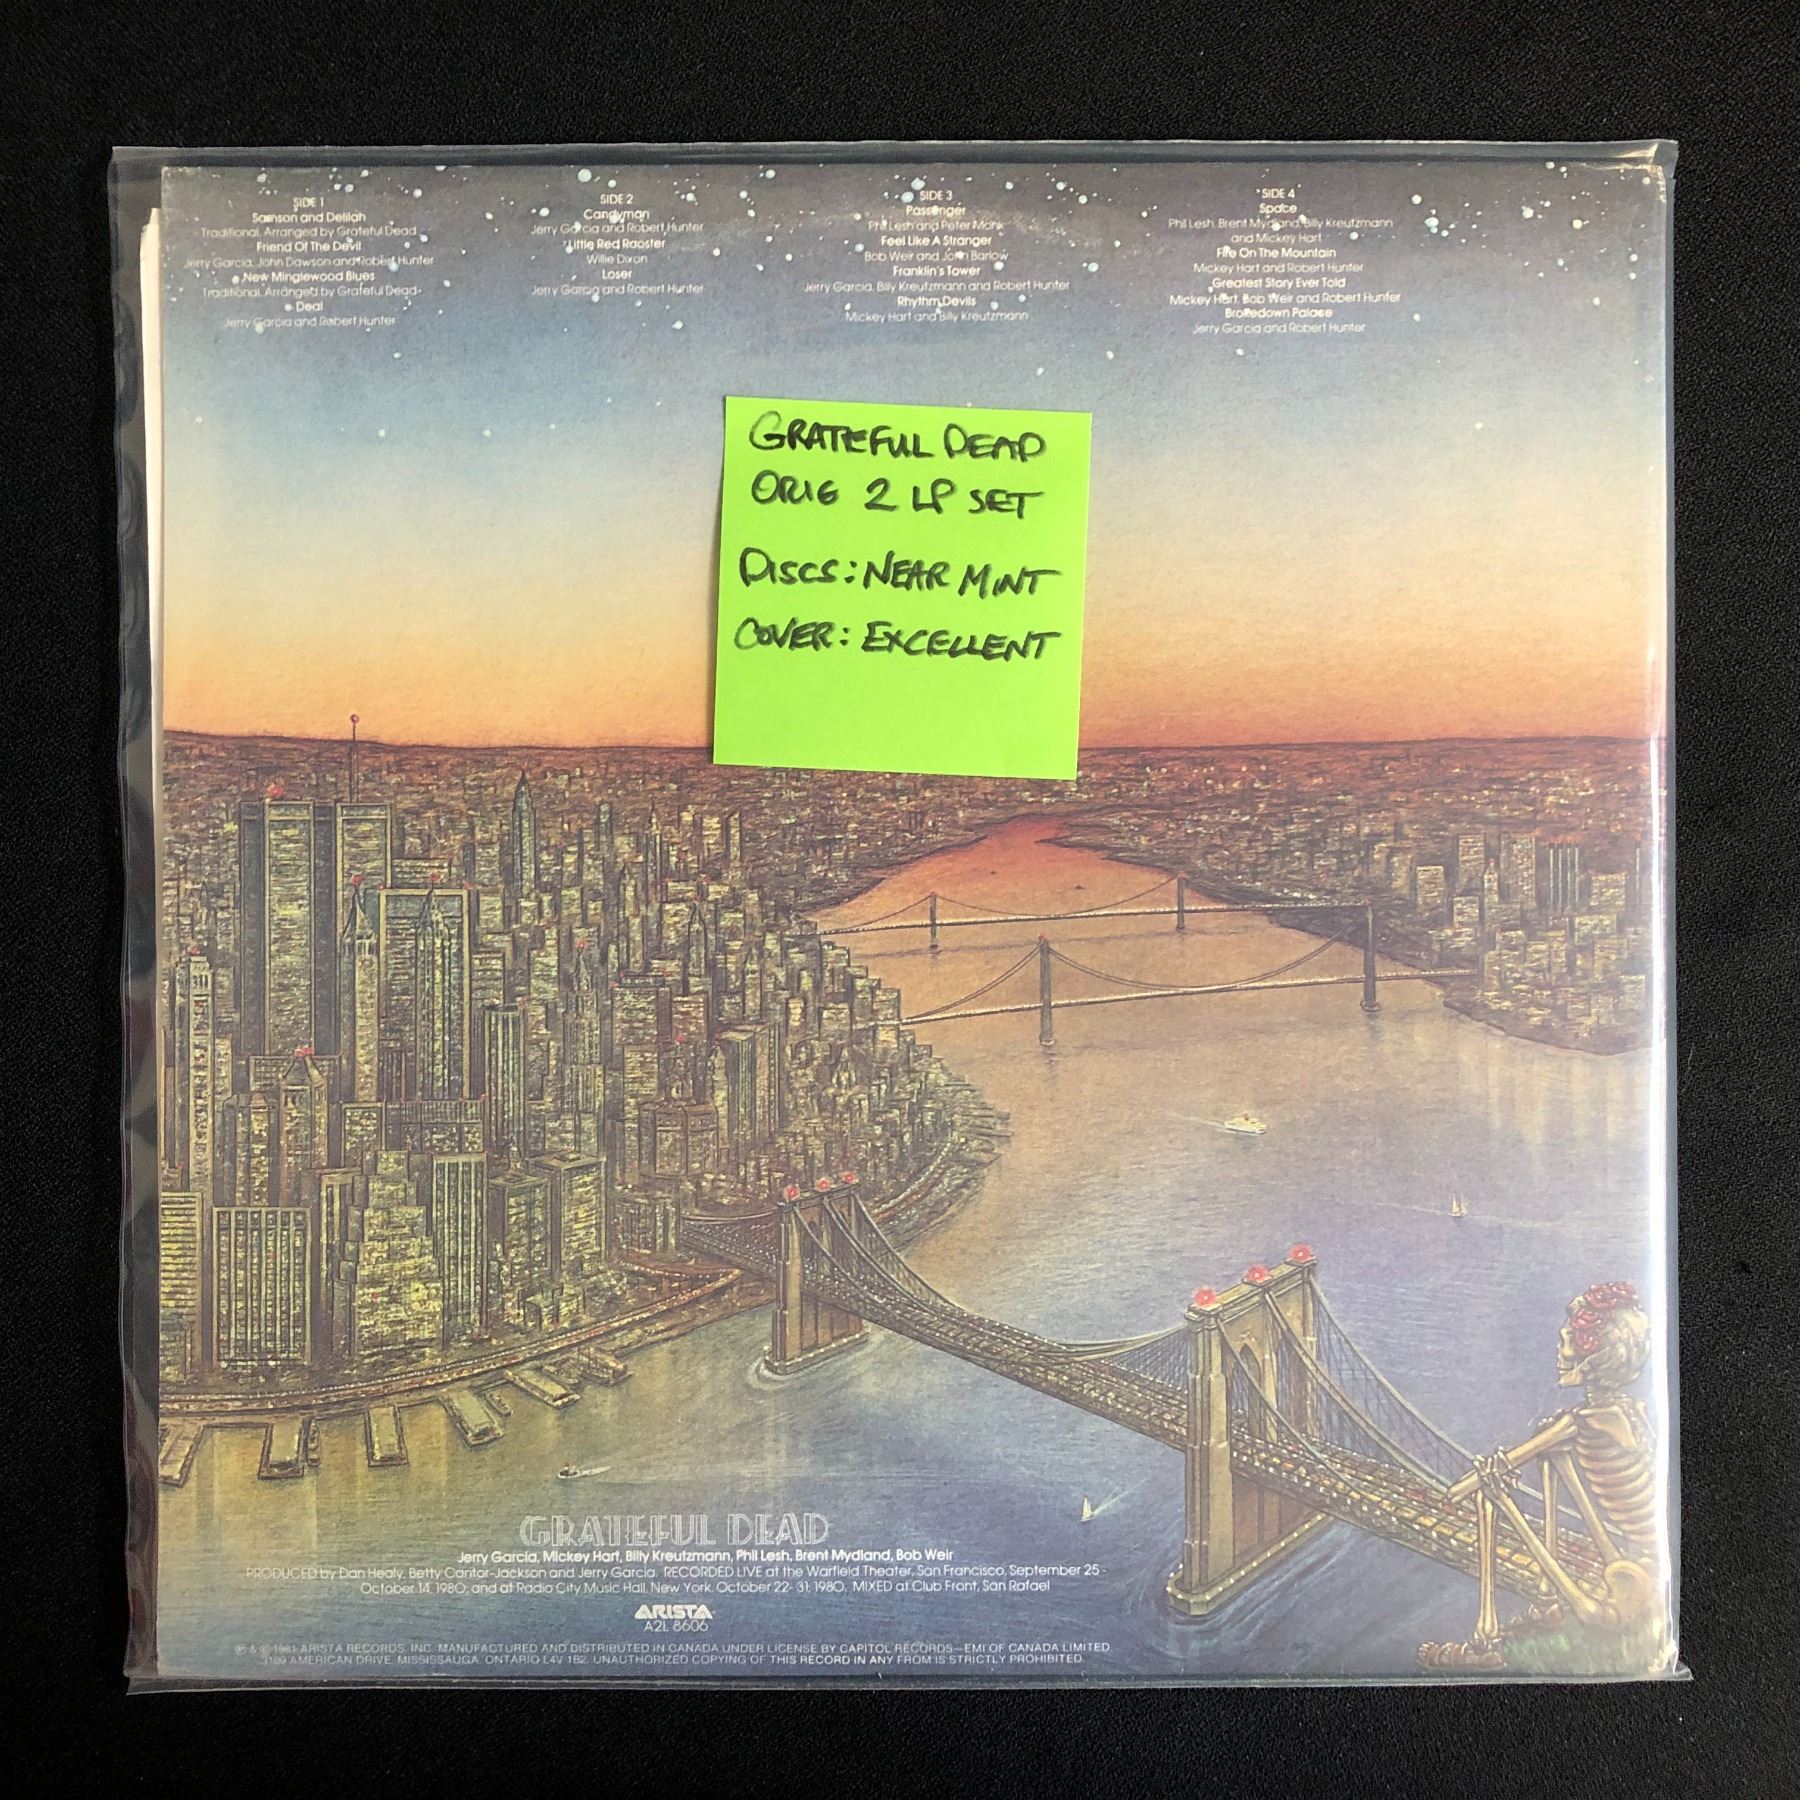 SIDE 1
Samson and Delilah
Traditional, Arranged by Grateful Dead
Friend Of The Devil
Jerry Garcia, John Dawson and Robert Hunter
New Minglewood Blues
Traditional, Arranged by Grateful Dead
Deal
Jerry Garcia and Robert Hunter
SIDE 2
Candyman
Jerry Garcia and Robert Hunter
Little Red Rooster
Willie Dixon
Loser
Jerry Garcia and Robert Hunter
SIDE 3
Passenger
Phil Lesh and Peter Monk
Feel Like A Stranger
Bob Weir and John Barlow
Franklin's Tower
Jerry Garcia, Billy Kreutzmann and Robert Hunter
Rhythm Devils
Mickey Hart and Billy Kreutzmann
SIDE 4
Space
Phil Lesh, Brent Mydland, Billy Kreutzmann
and Mickey Hart
Fire On The Mountain
Mickey Hart and Robert Hunter
Greatest Story Ever Told
Mickey Hart, Bob Weir and Robert Hunter
Brokedown Palace
Jerry Garcia and Robert Hunter
GRATEFUL DEAD
ORIG 2 LP SET
DISCS: NEAR MINT
COVER: EXCELLENT
GRATEFUL DEAD
Jerry Garcia, Mickey Hart, Billy Kreutzmann, Phil Lesh, Brent Mydland, Bob Weir
PRODUCED by Dan Healy, Betty Cantor-Jackson and Jerry Garcia. RECORDED LIVE at the Warfield Theater, San Francisco, September 25 -
October 14, 1980, and at Radio City Music Hall, New York, October 22- 31, 1980. MIXED at Club Front, San Rafael
ARISTA
A2L 8606
℗ & © 1981 ARISTA RECORDS, INC. MANUFACTURED AND DISTRIBUTED IN CANADA UNDER LICENSE BY CAPITOL RECORDS—EMI OF CANADA LIMITED.
3109 AMERICAN DRIVE, MISSISSAUGA, ONTARIO L4V 1B2. UNAUTHORIZED COPYING OF THIS RECORD IN ANY FROM IS STRICTLY PROHIBITED.